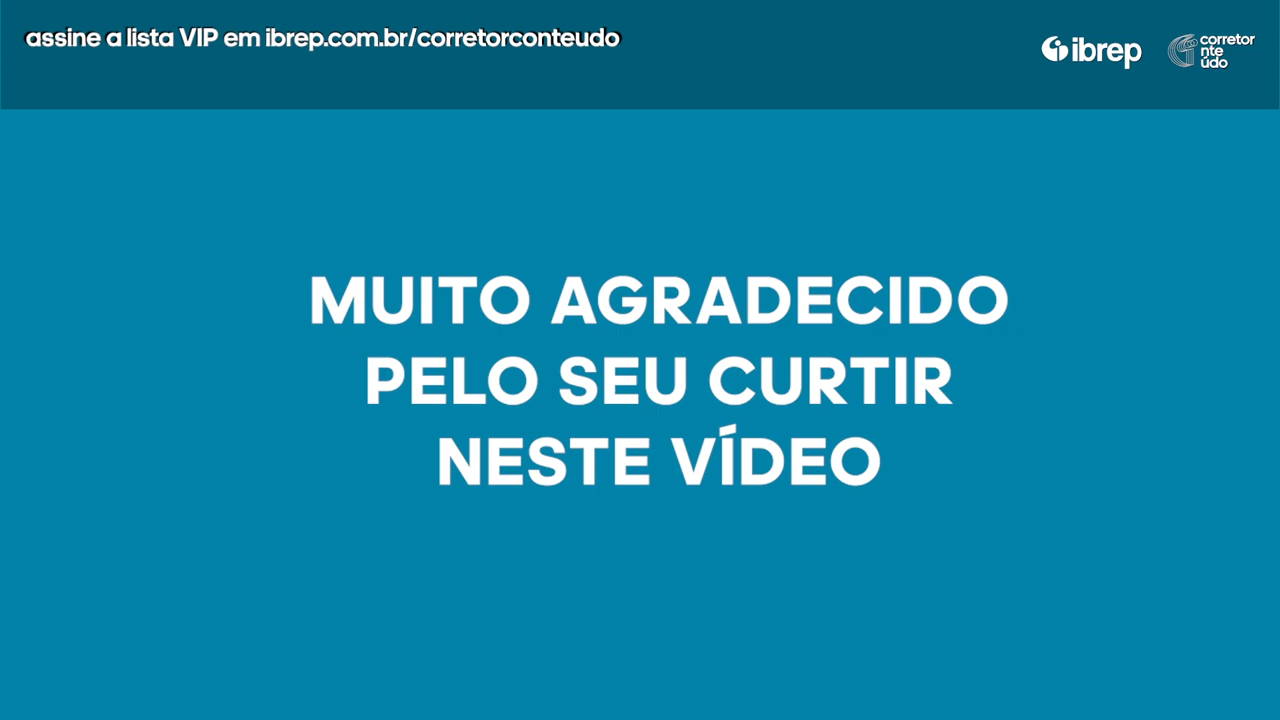 assine a lista VIP em ibrep.com.br/corretorconteudo
ibrep
corretor
nte
údo
MUITO AGRADECIDO
PELO SEU CURTIR
NESTE VÍDEO